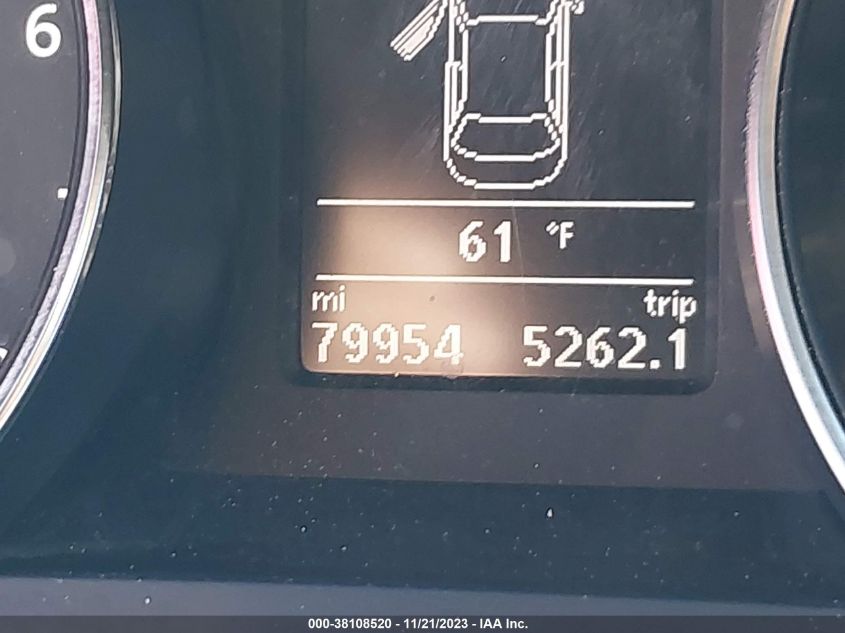 6
61 °F
mi trip
79954 5262.1
000-38108520 - 11/21/2023 - IAA Inc.